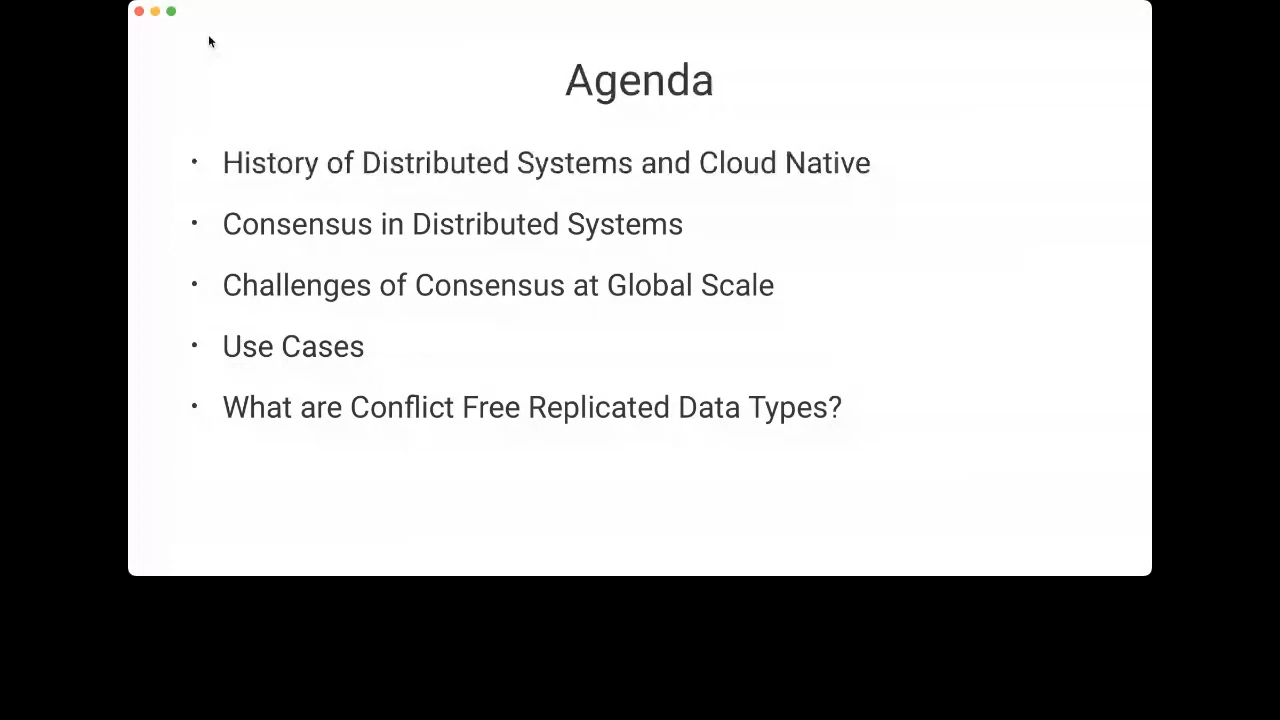 Agenda
• History of Distributed Systems and Cloud Native
• Consensus in Distributed Systems
• Challenges of Consensus at Global Scale
• Use Cases
• What are Conflict Free Replicated Data Types?